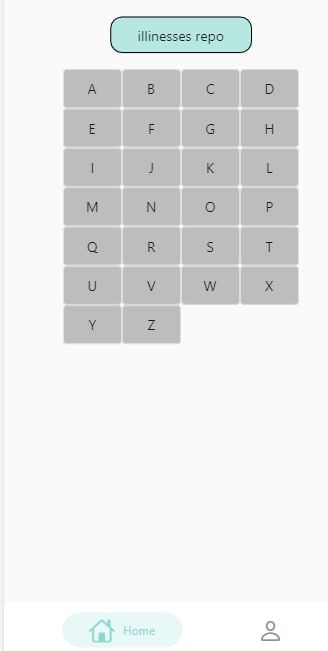 illinesses repo
A B C D
E F G H
I J K L
M N O P
Q R S T
U V W X
Y Z
Home